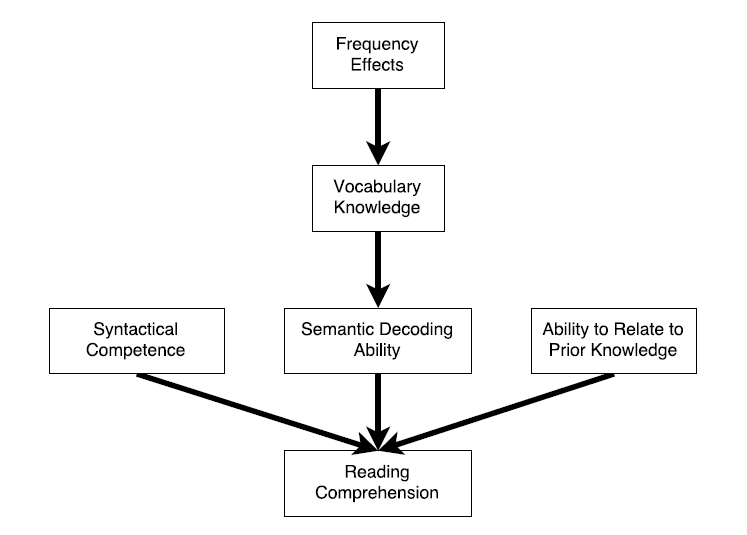 Frequency
Effects
Vocabulary
Knowledge
Syntactical
Competence
Semantic Decoding
Ability
Ability to Relate to
Prior Knowledge
Reading
Comprehension